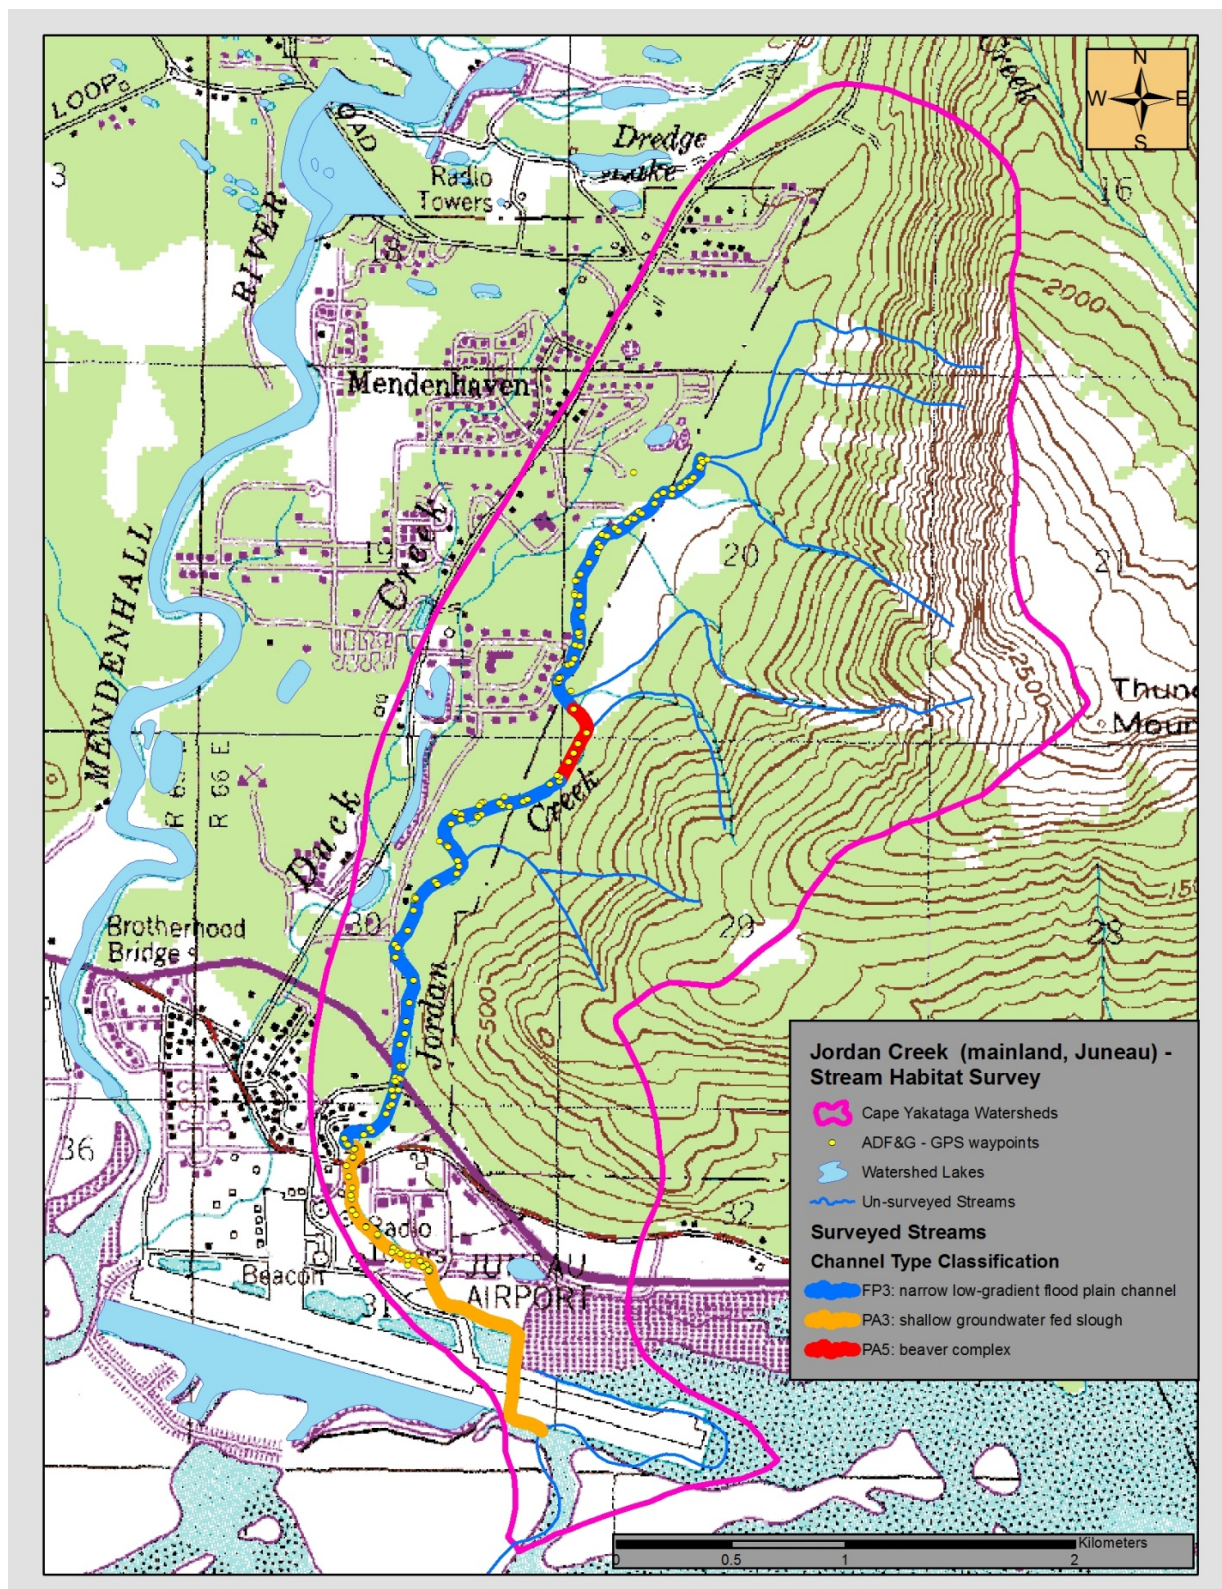 Creek
N
W E
S
LOOP
ROAD
Dredge
Lake
3
Radio
Towers
17
16
18
RIVER
2000
Mendenhaven
19
20
21
Creek
MENDENHALL
2500
Thund
Moun
R 66 E
Creek
Duck
Brotherhood
Bridge
30
29
28
Jordan
500
36
32
Radio
Beacon
31
JUNEAU
AIRPORT
Jordan Creek (mainland, Juneau) -
Stream Habitat Survey
Cape Yakataga Watersheds
ADF&G - GPS waypoints
Watershed Lakes
Un-surveyed Streams
Surveyed Streams
Channel Type Classification
FP3: narrow low-gradient flood plain channel
PA3: shallow groundwater fed slough
PA5: beaver complex
Kilometers
0 0.5 1 2